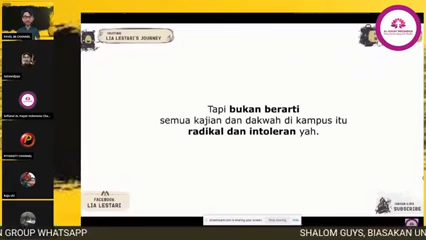 YOUTUBE
LIA LESTARI'S JOURNEY
Tapi bukan berarti
semua kajian dan dakwah di kampus itu
radikal dan intoleran yah.
FACEBOOK
LIA LESTARI
SUBSCRIBE
N GROUP WHATSAPP
SHALOM GUYS, BIASAKAN UN